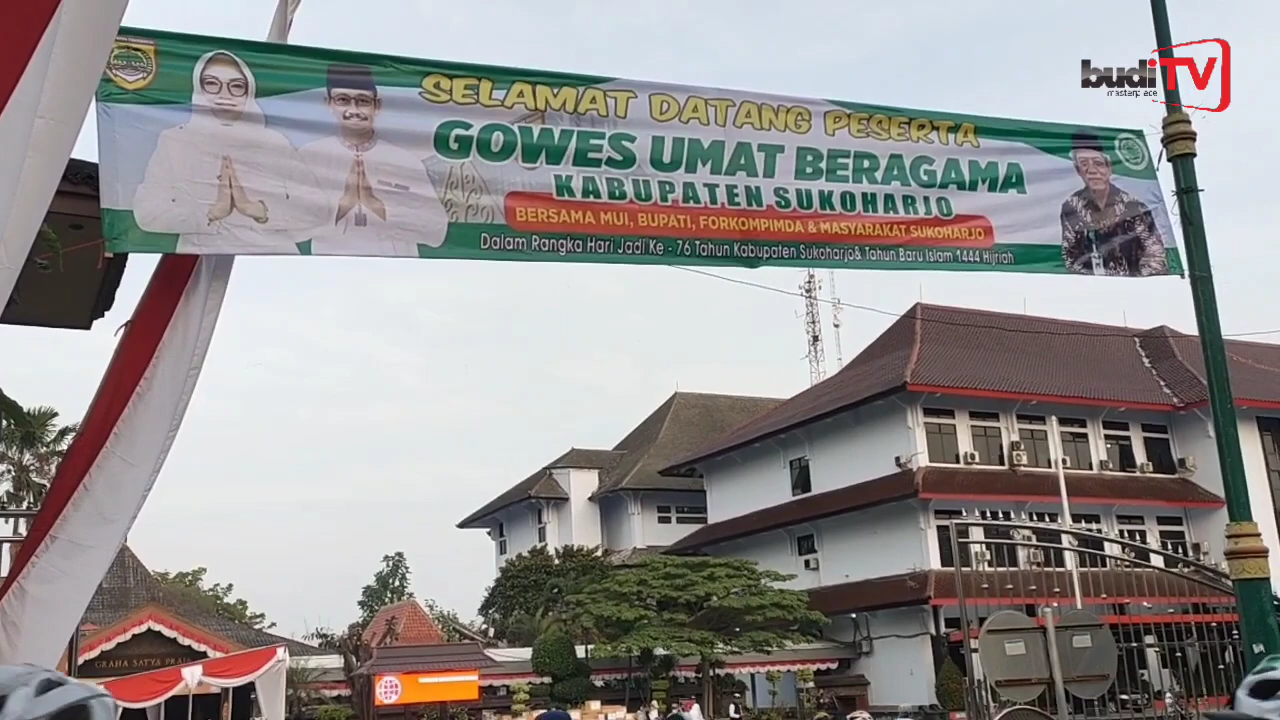 budiTV
masterpiece
SELAMAT DATANG PESERTA
GOWES UMAT BERAGAMA
KABUPATEN SUKOHARJO
BERSAMA MUI, BUPATI, FORKOMPIMDA & MASYARAKAT SUKOHARJO
Dalam Rangka Hari Jadi Ke - 76 Tahun Kabupaten Sukoharjo& Tahun Baru Islam 1444 Hijriah
GRAHA SATYA